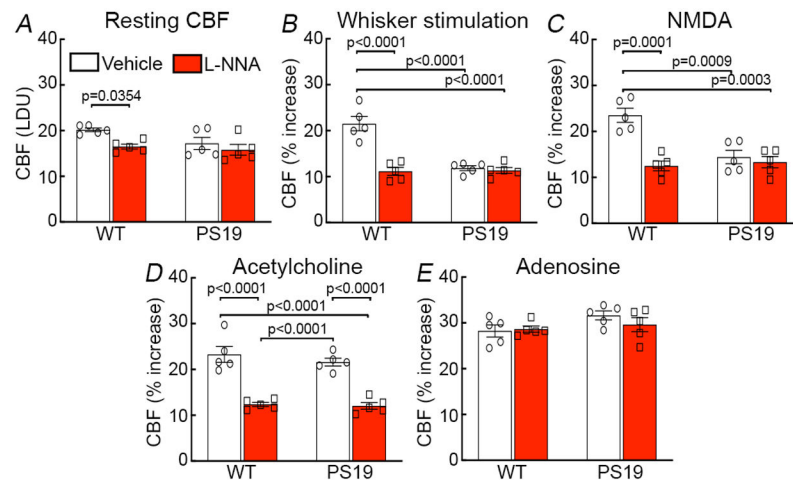 A Resting CBF
CBF (LDU)
40
30
20
10
0
Vehicle L-NNA
p=0.0354
WT PS19
B Whisker stimulation
CBF (% increase)
40
30
20
10
0
p<0.0001
p<0.0001
p<0.0001
WT PS19
C NMDA
CBF (% increase)
40
30
20
10
0
p=0.0001
p=0.0009
p=0.0003
WT PS19
D Acetylcholine
CBF (% increase)
40
30
20
10
0
p<0.0001 p<0.0001
p<0.0001
p<0.0001
WT PS19
E Adenosine
CBF (% increase)
40
30
20
10
0
WT PS19